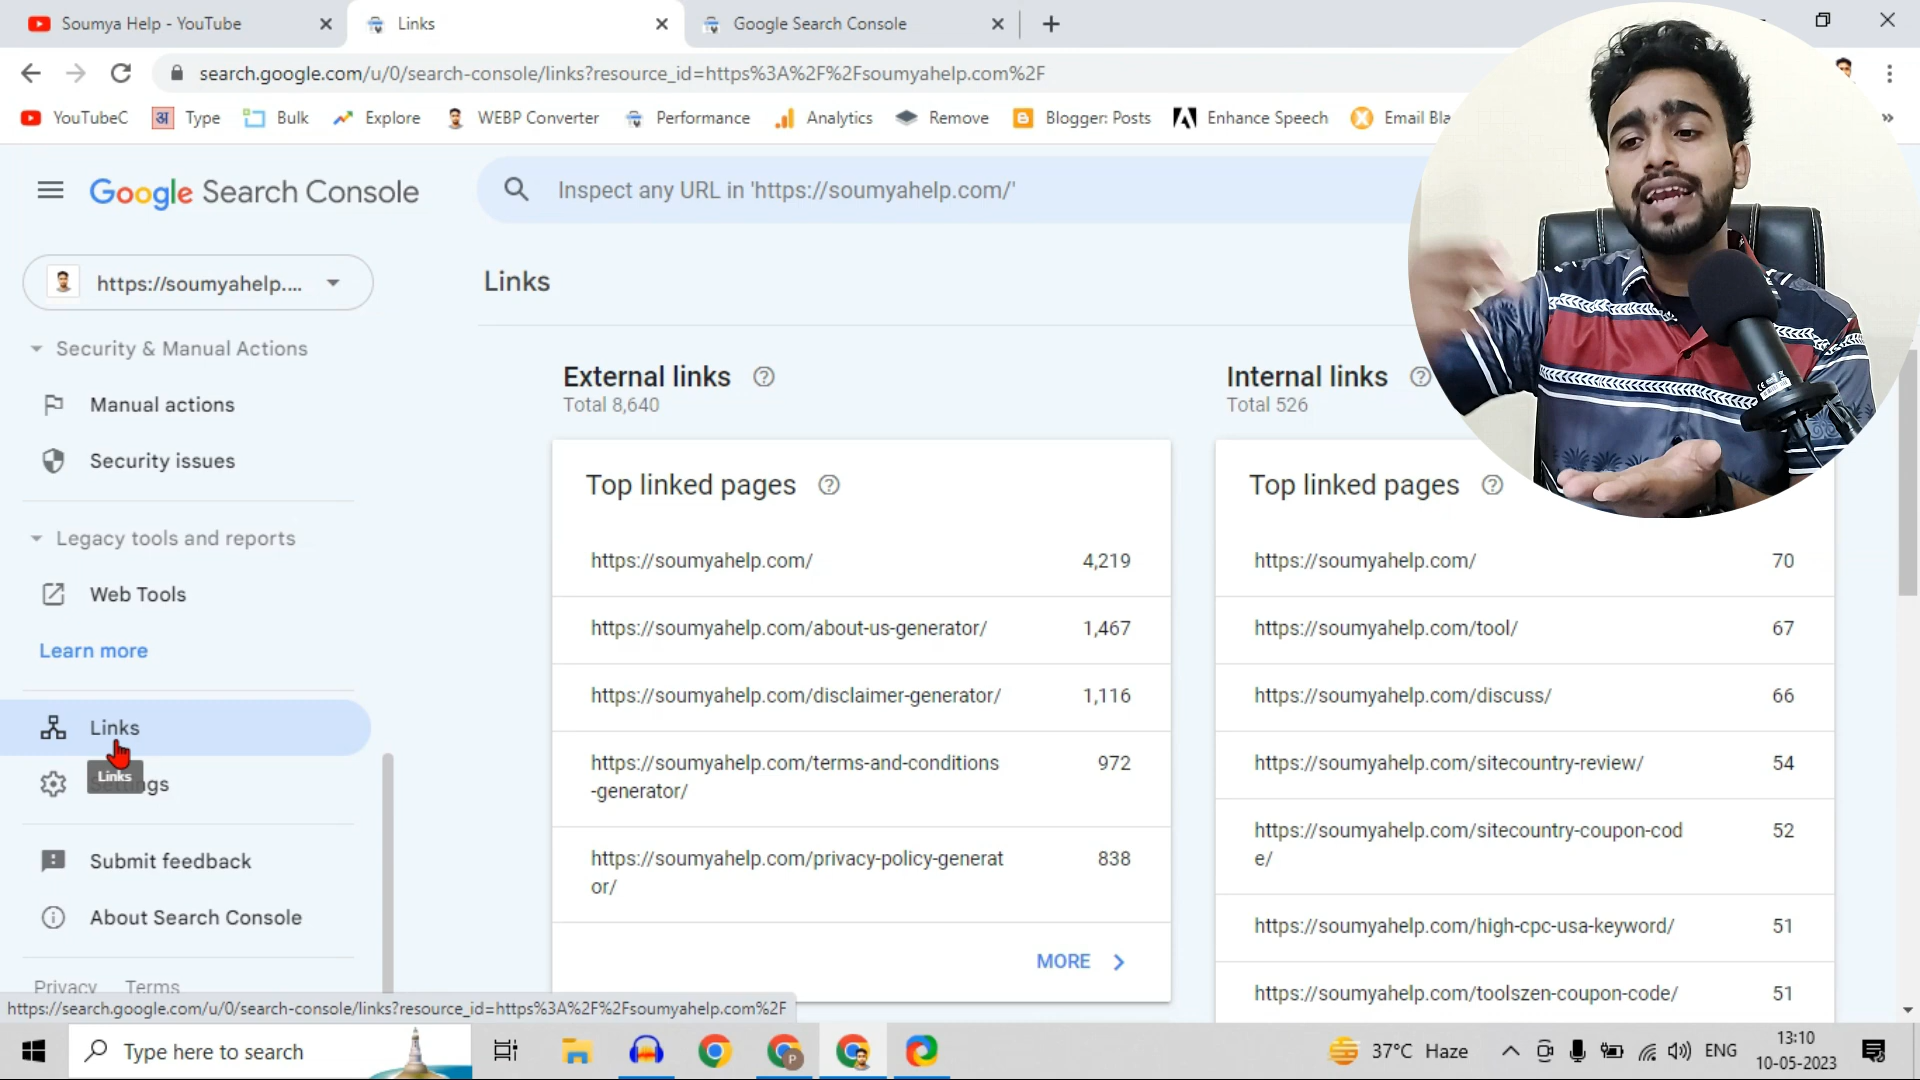 Soumya Help - YouTube
Links
Google Search Console
search.google.com/u/0/search-console/links?resource_id=https%3A%2F%2Fsoumyahelp.com%2F
YouTubeC
अ Type
Bulk
Explore
WEBP Converter
Performance
Analytics
Remove
Blogger: Posts
Enhance Speech
Email Bla
Google Search Console
Inspect any URL in 'https://soumyahelp.com/'
https://soumyahelp....
Security & Manual Actions
Manual actions
Security issues
Legacy tools and reports
Web Tools
Learn more
Links
Links
Submit feedback
About Search Console
Privacy Terms
https://search.google.com/u/0/search-console/links?resource_id=https%3A%2F%2Fsoumyahelp.com%2F
Links
External links
Total 8,640
Top linked pages
https://soumyahelp.com/ 4,219
https://soumyahelp.com/about-us-generator/ 1,467
https://soumyahelp.com/disclaimer-generator/ 1,116
https://soumyahelp.com/terms-and-conditions 972
-generator/
https://soumyahelp.com/privacy-policy-generat 838
or/
MORE
Internal links
Total 526
Top linked pages
https://soumyahelp.com/ 70
https://soumyahelp.com/tool/ 67
https://soumyahelp.com/discuss/ 66
https://soumyahelp.com/sitecountry-review/ 54
https://soumyahelp.com/sitecountry-coupon-cod 52
e/
https://soumyahelp.com/high-cpc-usa-keyword/ 51
https://soumyahelp.com/toolszen-coupon-code/ 51
Type here to search
P
37°C Haze
ENG
13:10
10-05-2023